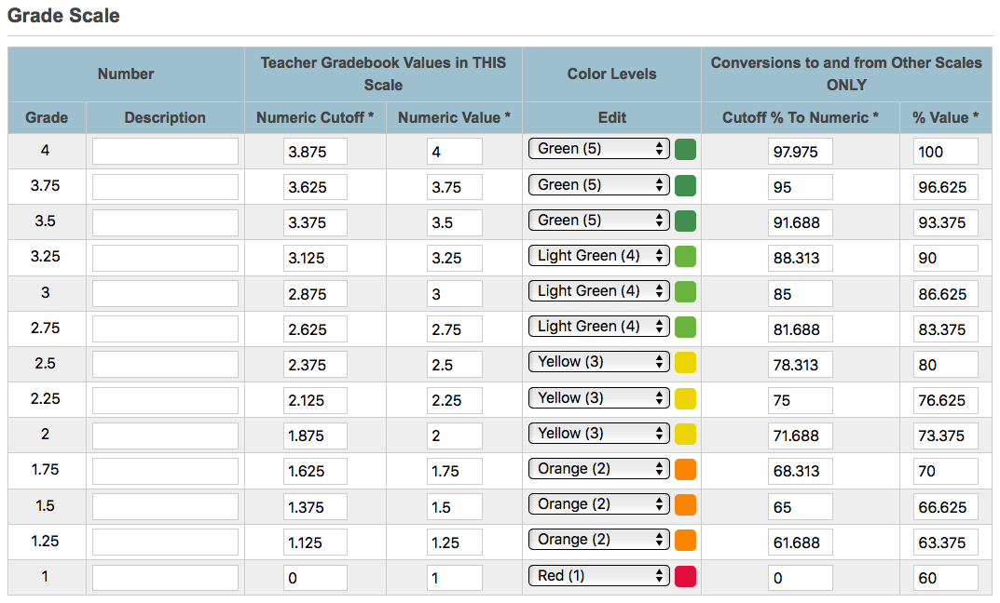 Grade Scale
Number Teacher Gradebook Values in THIS Scale Color Levels Conversions to and from Other Scales ONLY
Grade Description Numeric Cutoff * Numeric Value * Edit Cutoff % To Numeric * % Value *
4 3.875 4 Green (5) 97.975 100
3.75 3.625 3.75 Green (5) 95 96.625
3.5 3.375 3.5 Green (5) 91.688 93.375
3.25 3.125 3.25 Light Green (4) 88.313 90
3 2.875 3 Light Green (4) 85 86.625
2.75 2.625 2.75 Light Green (4) 81.688 83.375
2.5 2.375 2.5 Yellow (3) 78.313 80
2.25 2.125 2.25 Yellow (3) 75 76.625
2 1.875 2 Yellow (3) 71.688 73.375
1.75 1.625 1.75 Orange (2) 68.313 70
1.5 1.375 1.5 Orange (2) 65 66.625
1.25 1.125 1.25 Orange (2) 61.688 63.375
1 0 1 Red (1) 0 60